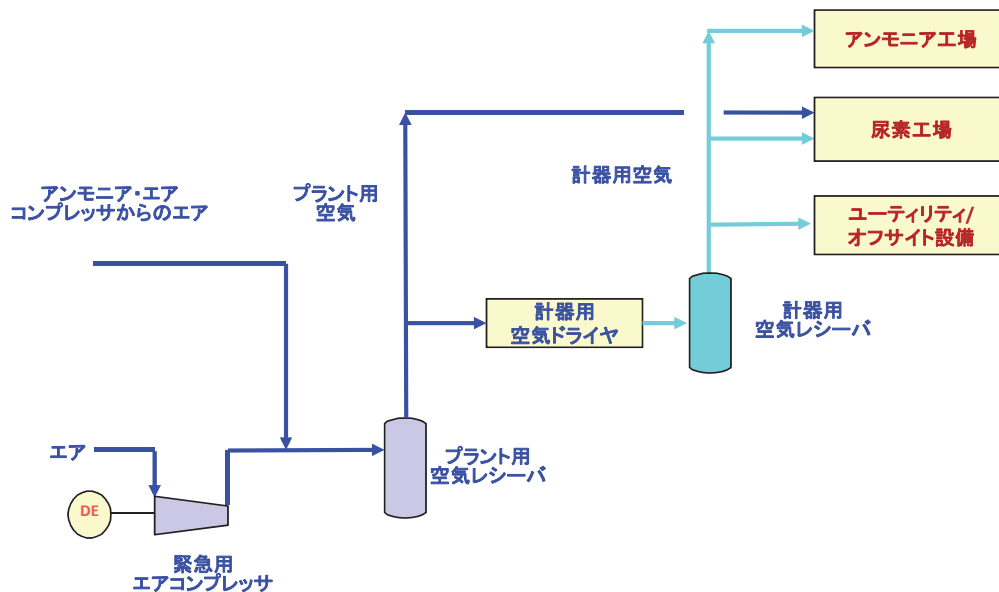 アンモニア工場
尿素工場
計器用空気
アンモニア・エア
コンプレッサからのエア
プラント用
空気
ユーティリティ/
オフサイト設備
計器用
空気ドライヤ
計器用
空気レシーバ
エア
プラント用
空気レシーバ
DE
緊急用
エアコンプレッサ